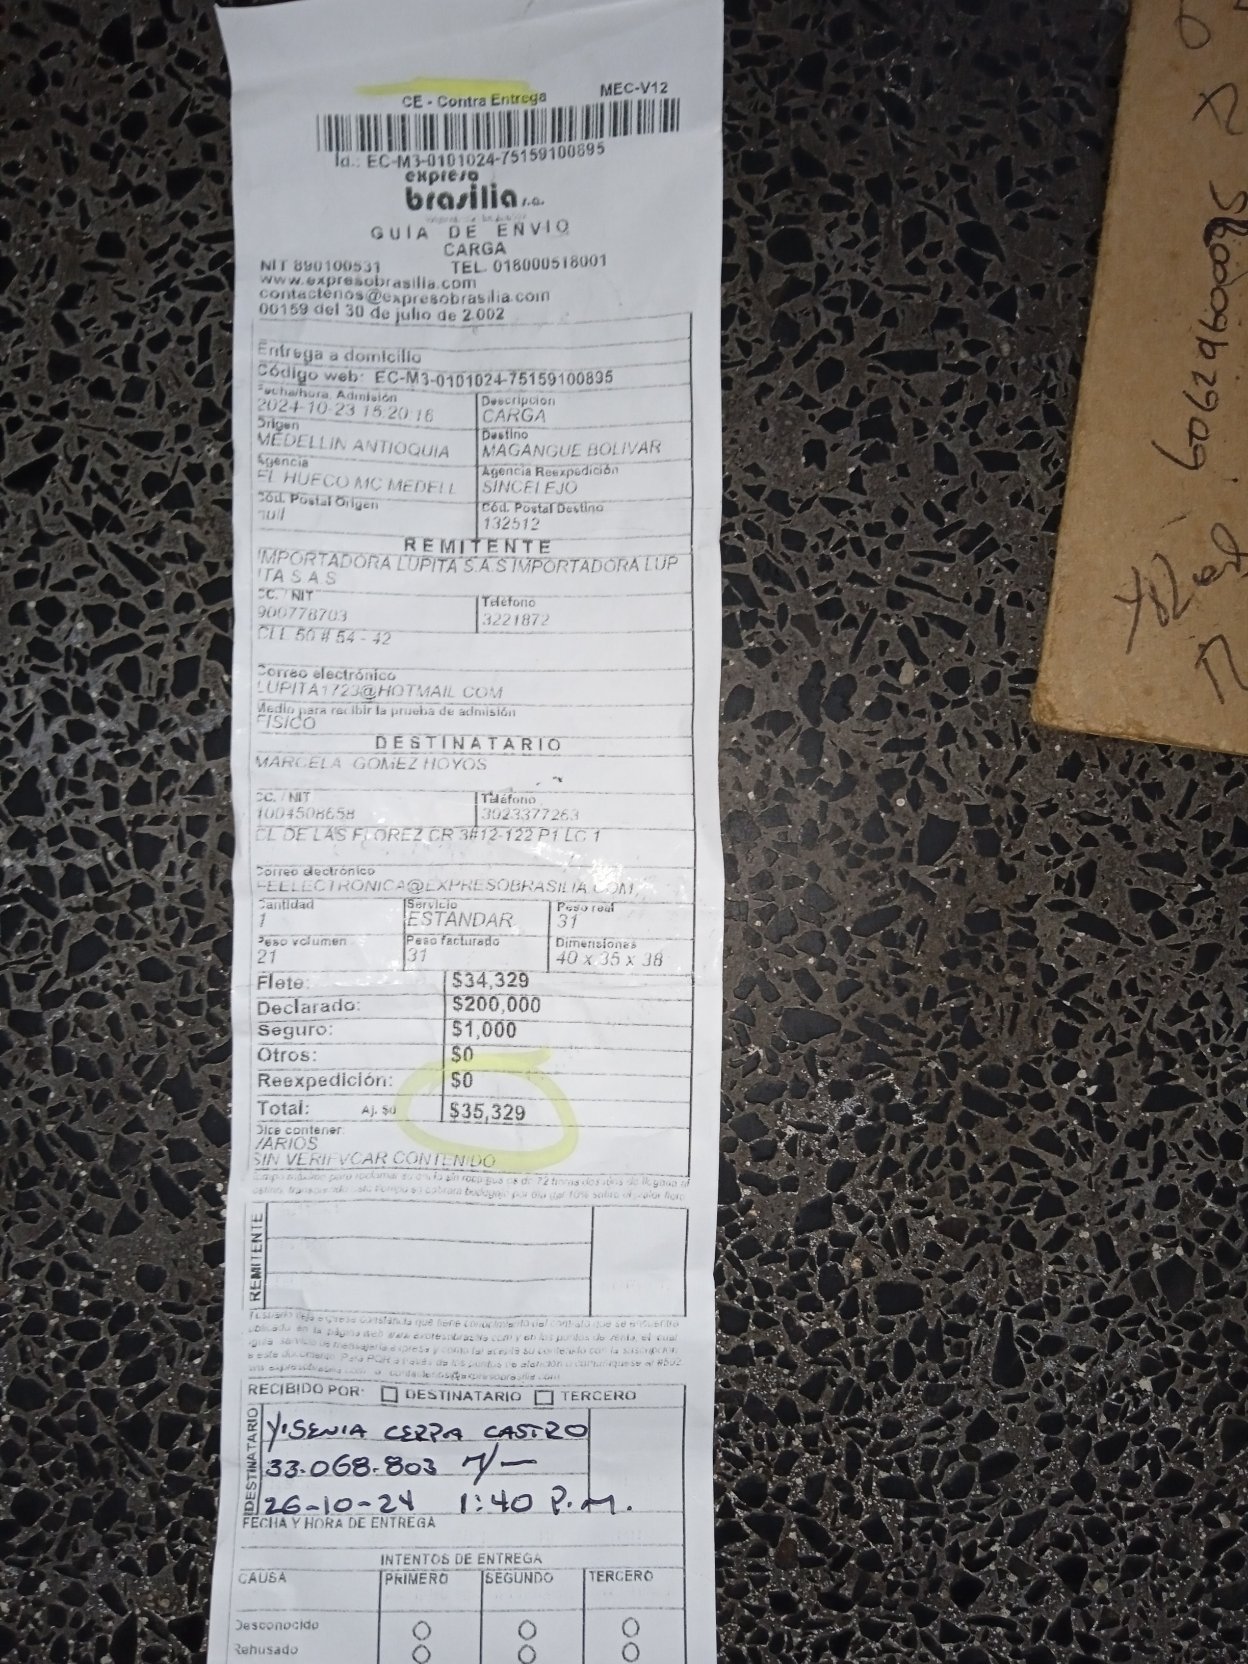 CE - Contra Entrega MEC-V12
Id.: EC-M3-0101024-75159100895
expreso
brasilia s.a.
GUIA DE ENVIO
CARGA
NIT 890100531 TEL. 018000518001
www.expresobrasilia.com
contactenos@expresobrasilia.com
00159 del 30 de julio de 2.002
Entrega a domicilio
Código web: EC-M3-0101024-75159100895
Fecha/hora. Admisión Descripción
2024-10-23 15:20:16 CARGA
Origen Destino
MEDELLIN ANTIOQUIA MAGANGUE BOLIVAR
Agencia Agencia Reexpedición
EL HUECO MC MEDELL SINCELEJO
Cód. Postal Origen Cód. Postal Destino
null 132512
REMITENTE
IMPORTADORA LUPITA S.A.S IMPORTADORA LUP
ITA S A S
CC. / NIT Teléfono
900778703 3221872
CLL 50 # 54 - 42
Correo electrónico
LUPITA1723@HOTMAIL.COM
Medio para recibir la prueba de admisión
FISICO
DESTINATARIO
MARCELA GOMEZ HOYOS
CC. / NIT Teléfono
1004508658 3023377263
CL DE LAS FLOREZ CR 3#12-122 P1 LC 1
Correo electrónico
FEELECTRONICA@EXPRESOBRASILIA.COM,
Cantidad Servicio Peso real
1 ESTANDAR 31
Peso volumen Peso facturado Dimensiones
21 31 40 x 35 x 38
Flete: $34,329
Declarado: $200,000
Seguro: $1,000
Otros: $0
Reexpedición: $0
Total: Aj. $0 $35,329
Dice contener:
VARIOS
SIN VERIFVCAR CONTENIDO
REMITENTE
RECIBIDO POR: DESTINATARIO TERCERO
DESTINATARIO
YISENIA CERPA CASTRO
33.068.803
26-10-24 1:40 P.M.
FECHA Y HORA DE ENTREGA
INTENTOS DE ENTREGA
CAUSA PRIMERO SEGUNDO TERCERO
Desconocido
Rehusado